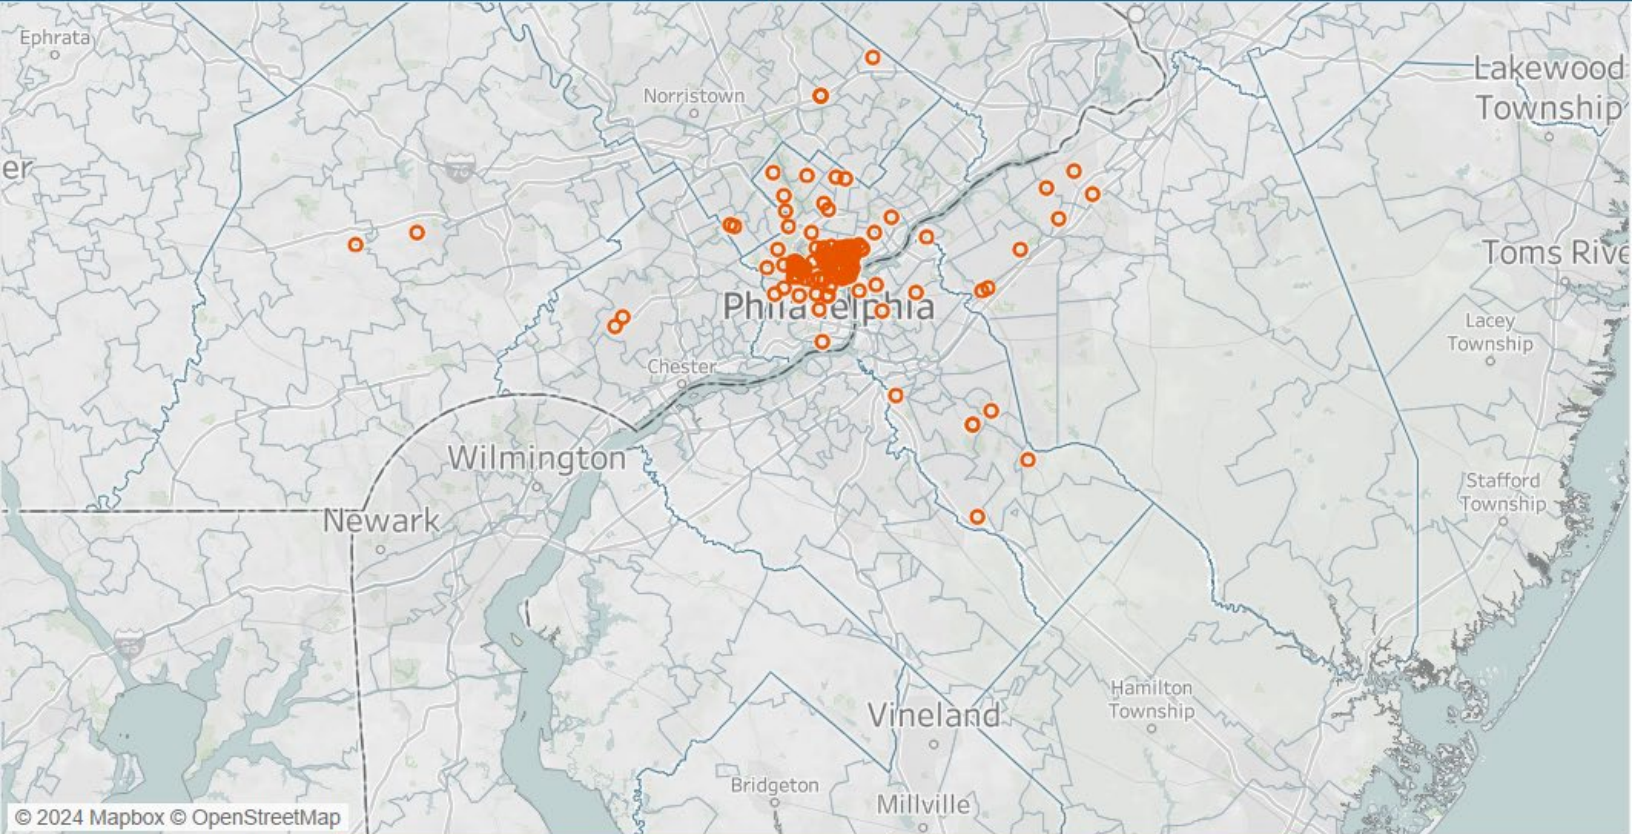 Ephrata
Norristown
Lakewood
Township
76
er
Toms Rive
Philadelphia
Lacey
Township
Chester
Wilmington
Stafford
Township
Newark
Hamilton
Township
Vineland
Bridgeton
Millville
© 2024 Mapbox © OpenStreetMap